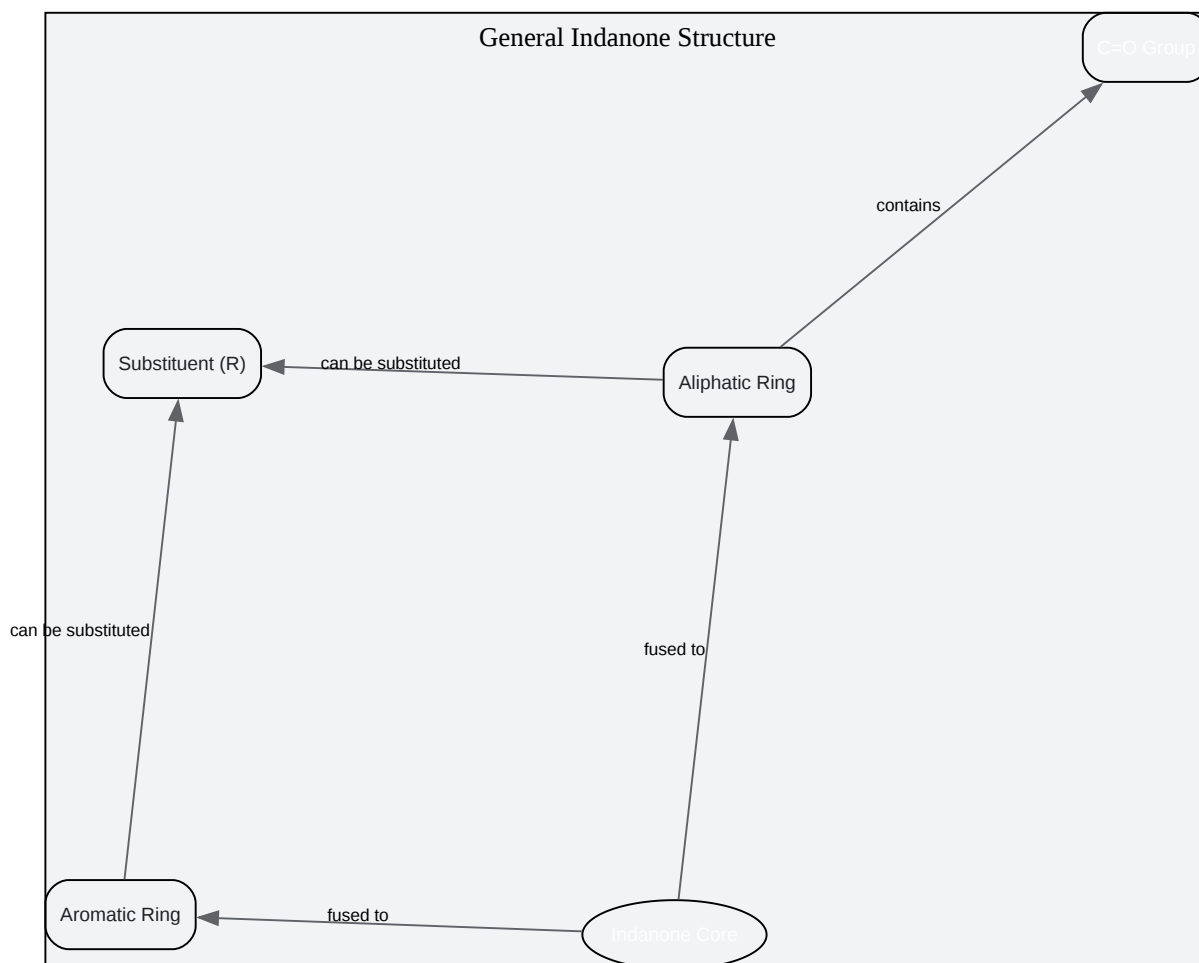 General Indanone Structure
C=O Group
contains
Substituent (R)
can be substituted
Aliphatic Ring
can be substituted
fused to
Aromatic Ring
fused to
Indanone Core